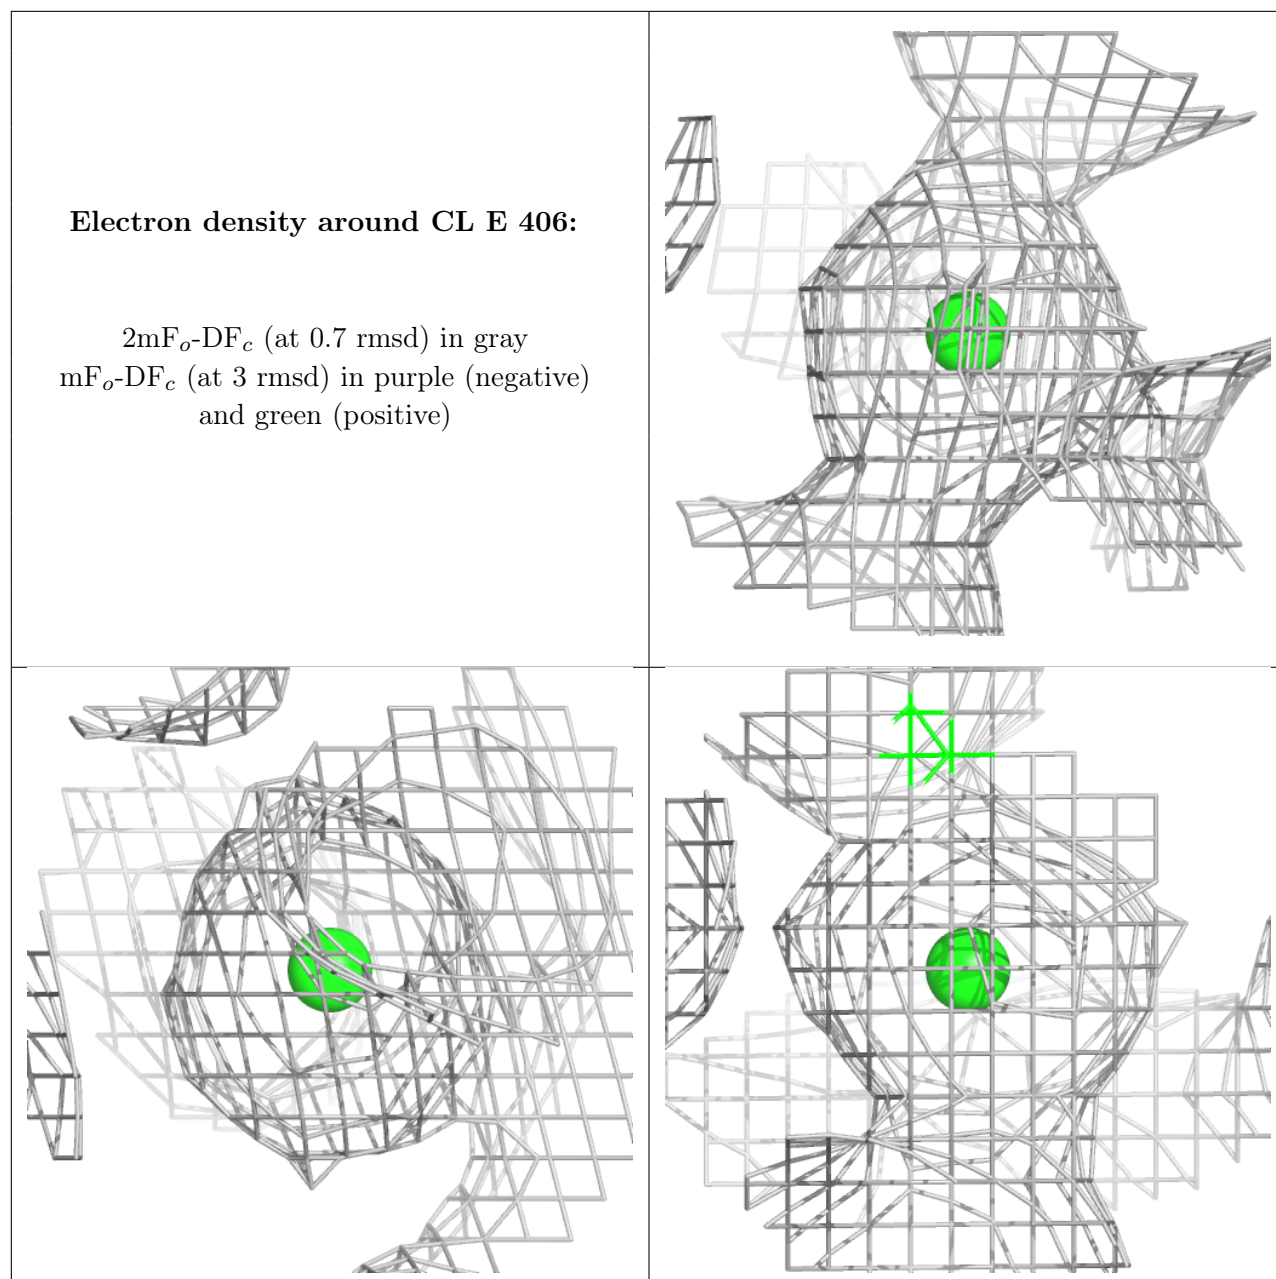 Electron density around CL E 406:
2mFo-DFc (at 0.7 rmsd) in gray
mFo-DFc (at 3 rmsd) in purple (negative)
and green (positive)